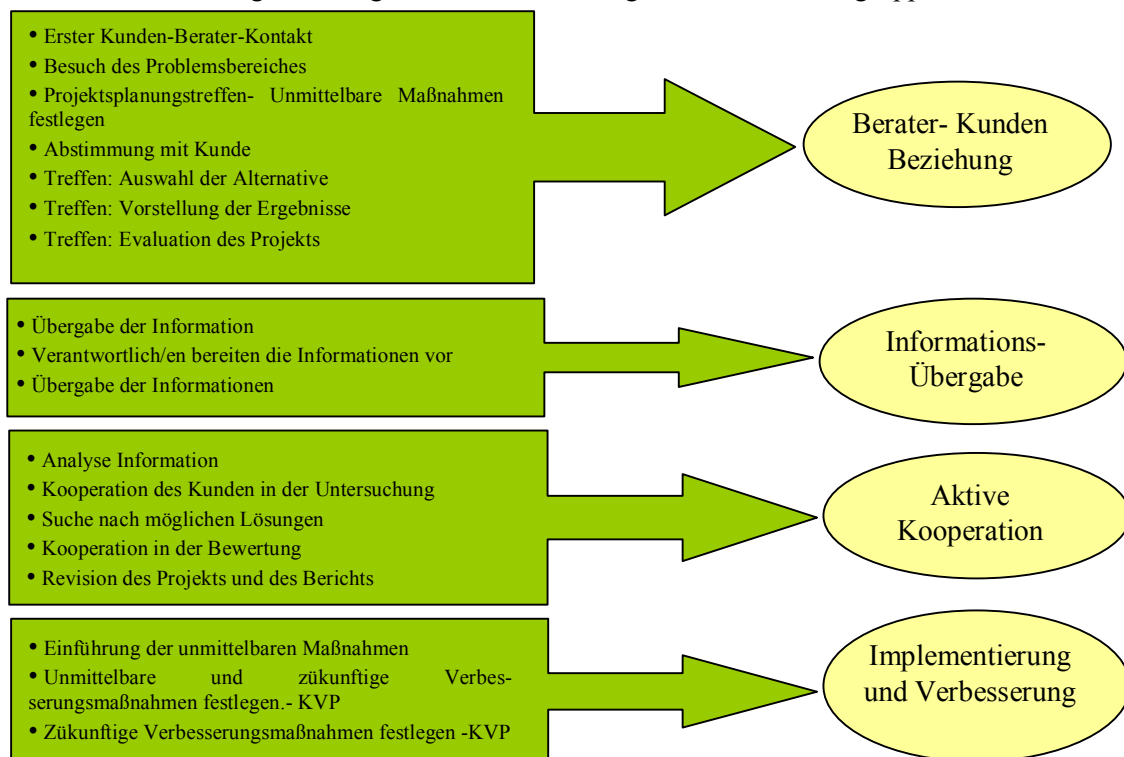 • Erster Kunden-Berater-Kontakt
• Besuch des Problemsbereiches
• Projektsplanungstreffen- Unmittelbare Maßnahmen
festlegen
• Abstimmung mit Kunde
• Treffen: Auswahl der Alternative
• Treffen: Vorstellung der Ergebnisse
• Treffen: Evaluation des Projekts
Berater- Kunden
Beziehung
• Übergabe der Information
• Verantwortlich/en bereiten die Informationen vor
• Übergabe der Informationen
Informations-
Übergabe
• Analyse Information
• Kooperation des Kunden in der Untersuchung
• Suche nach möglichen Lösungen
• Kooperation in der Bewertung
• Revision des Projekts und des Berichts
Aktive
Kooperation
• Einführung der unmittelbaren Maßnahmen
• Unmittelbare und zükunftige Verbes-
serungsmaßnahmen festlegen.- KVP
• Zükunftige Verbesserungsmaßnahmen festlegen -KVP
Implementierung
und Verbesserung